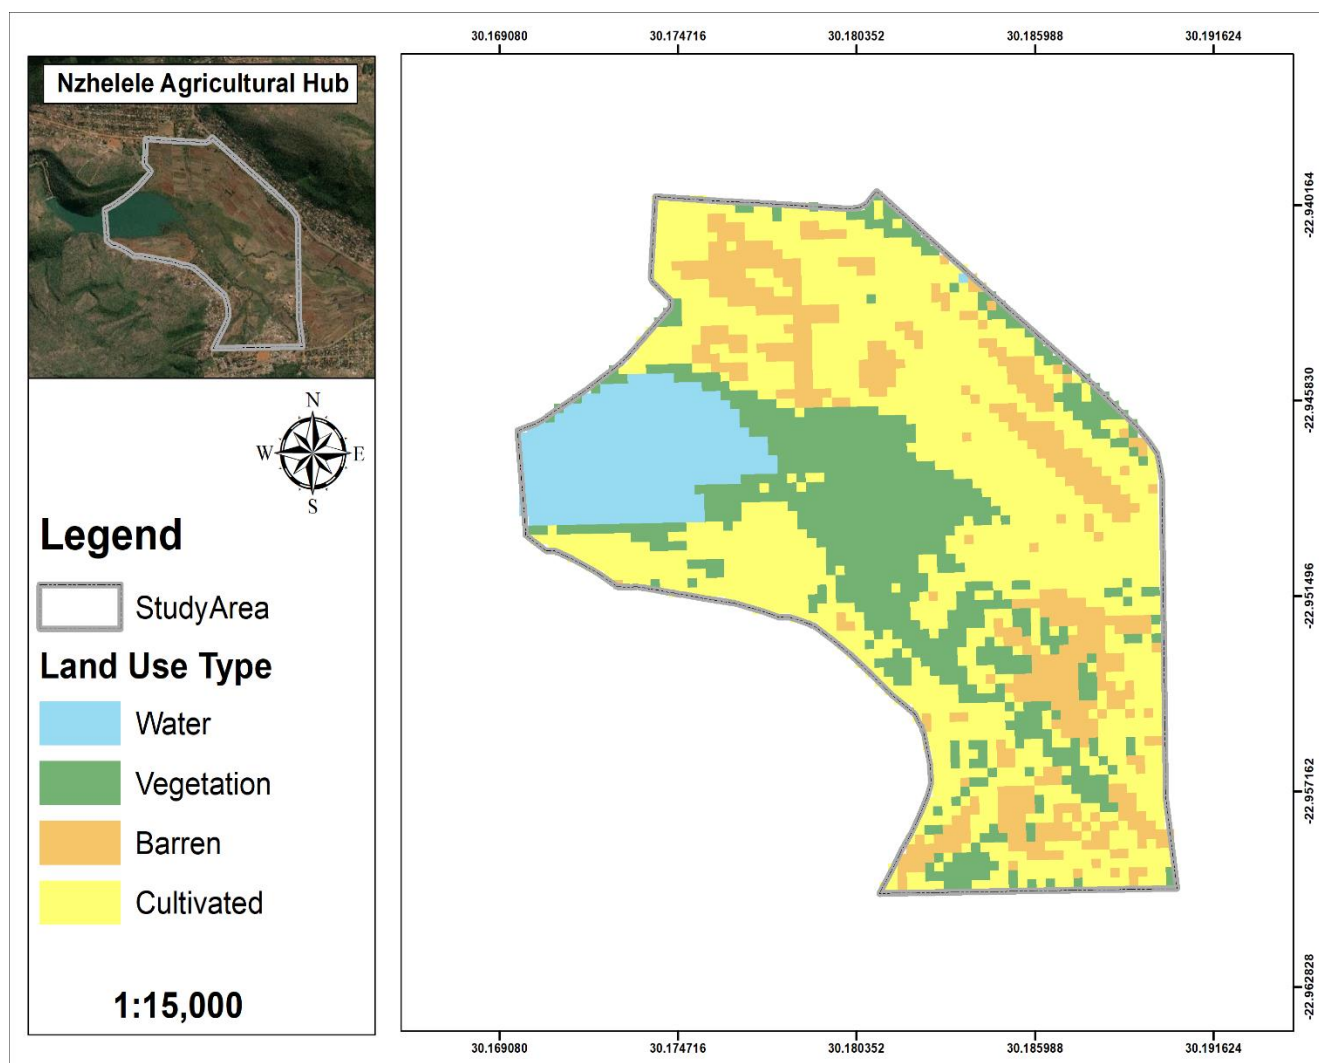 30.169080 30.174716 30.180352 30.185988 30.191624
Nzhelele Agricultural Hub
N
W E
S
Legend
StudyArea
Land Use Type
Water
Vegetation
Barren
Cultivated
1:15,000
-22.940164
-22.945830
-22.951496
-22.957162
-22.962828
30.169080 30.174716 30.180352 30.185988 30.191624